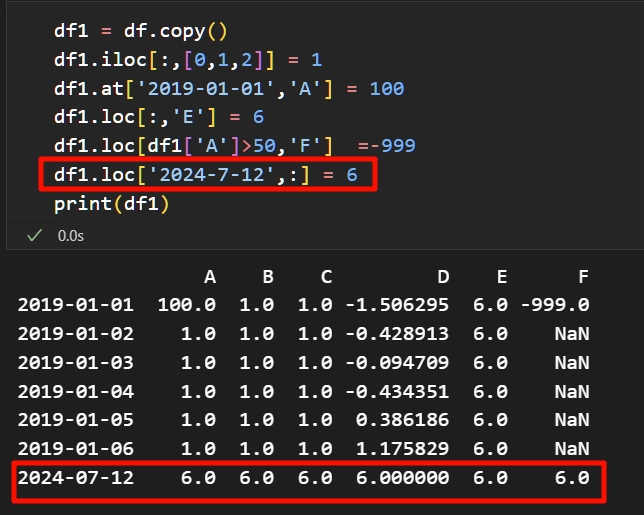 df1 = df.copy()
df1.iloc[:,[0,1,2]] = 1
df1.at['2019-01-01','A'] = 100
df1.loc[:,'E'] = 6
df1.loc[df1['A']>50,'F']  =-999
df1.loc['2024-7-12',:] = 6
print(df1)
0.0s
A B C D E F
2019-01-01 100.0 1.0 1.0 -1.506295 6.0 -999.0
2019-01-02 1.0 1.0 1.0 -0.428913 6.0 NaN
2019-01-03 1.0 1.0 1.0 -0.094709 6.0 NaN
2019-01-04 1.0 1.0 1.0 -0.434351 6.0 NaN
2019-01-05 1.0 1.0 1.0 0.386186 6.0 NaN
2019-01-06 1.0 1.0 1.0 1.175829 6.0 NaN
2024-07-12 6.0 6.0 6.0 6.000000 6.0 6.0